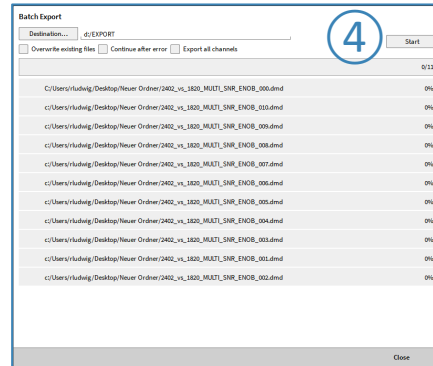 Batch Export
Destination... d:/EXPORT
Overwrite existing files Continue after error Export all channels
4
Start
0/11
C:/Users/rludwig/Desktop/Neuer Ordner/2402_vs_1820_MULTI_SNR_ENOB_000.dmd 0%
c:/Users/rludwig/Desktop/Neuer Ordner/2402_vs_1820_MULTI_SNR_ENOB_010.dmd 0%
c:/Users/rludwig/Desktop/Neuer Ordner/2402_vs_1820_MULTI_SNR_ENOB_009.dmd 0%
c:/Users/rludwig/Desktop/Neuer Ordner/2402_vs_1820_MULTI_SNR_ENOB_008.dmd 0%
c:/Users/rludwig/Desktop/Neuer Ordner/2402_vs_1820_MULTI_SNR_ENOB_007.dmd 0%
c:/Users/rludwig/Desktop/Neuer Ordner/2402_vs_1820_MULTI_SNR_ENOB_006.dmd 0%
c:/Users/rludwig/Desktop/Neuer Ordner/2402_vs_1820_MULTI_SNR_ENOB_005.dmd 0%
c:/Users/rludwig/Desktop/Neuer Ordner/2402_vs_1820_MULTI_SNR_ENOB_004.dmd 0%
c:/Users/rludwig/Desktop/Neuer Ordner/2402_vs_1820_MULTI_SNR_ENOB_003.dmd 0%
c:/Users/rludwig/Desktop/Neuer Ordner/2402_vs_1820_MULTI_SNR_ENOB_001.dmd 0%
c:/Users/rludwig/Desktop/Neuer Ordner/2402_vs_1820_MULTI_SNR_ENOB_002.dmd 0%
Close